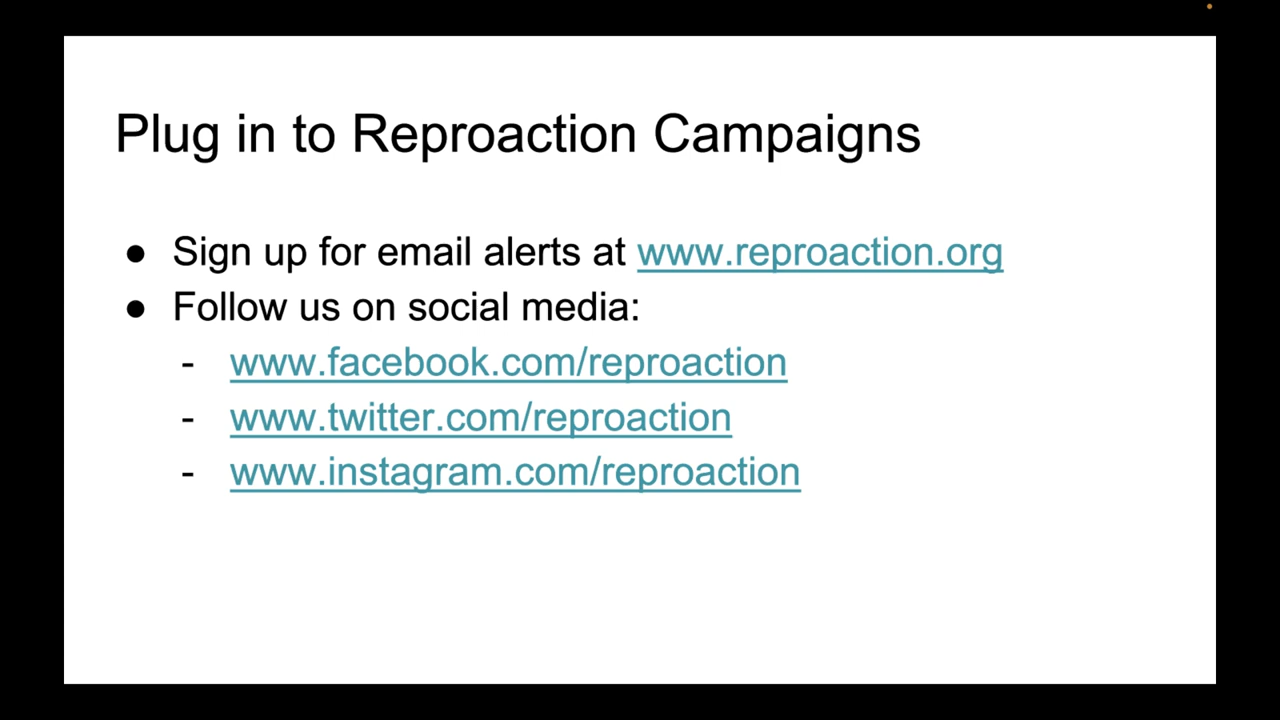 Plug in to Reproaction Campaigns
● Sign up for email alerts at www.reproaction.org
● Follow us on social media:
- www.facebook.com/reproaction
- www.twitter.com/reproaction
- www.instagram.com/reproaction